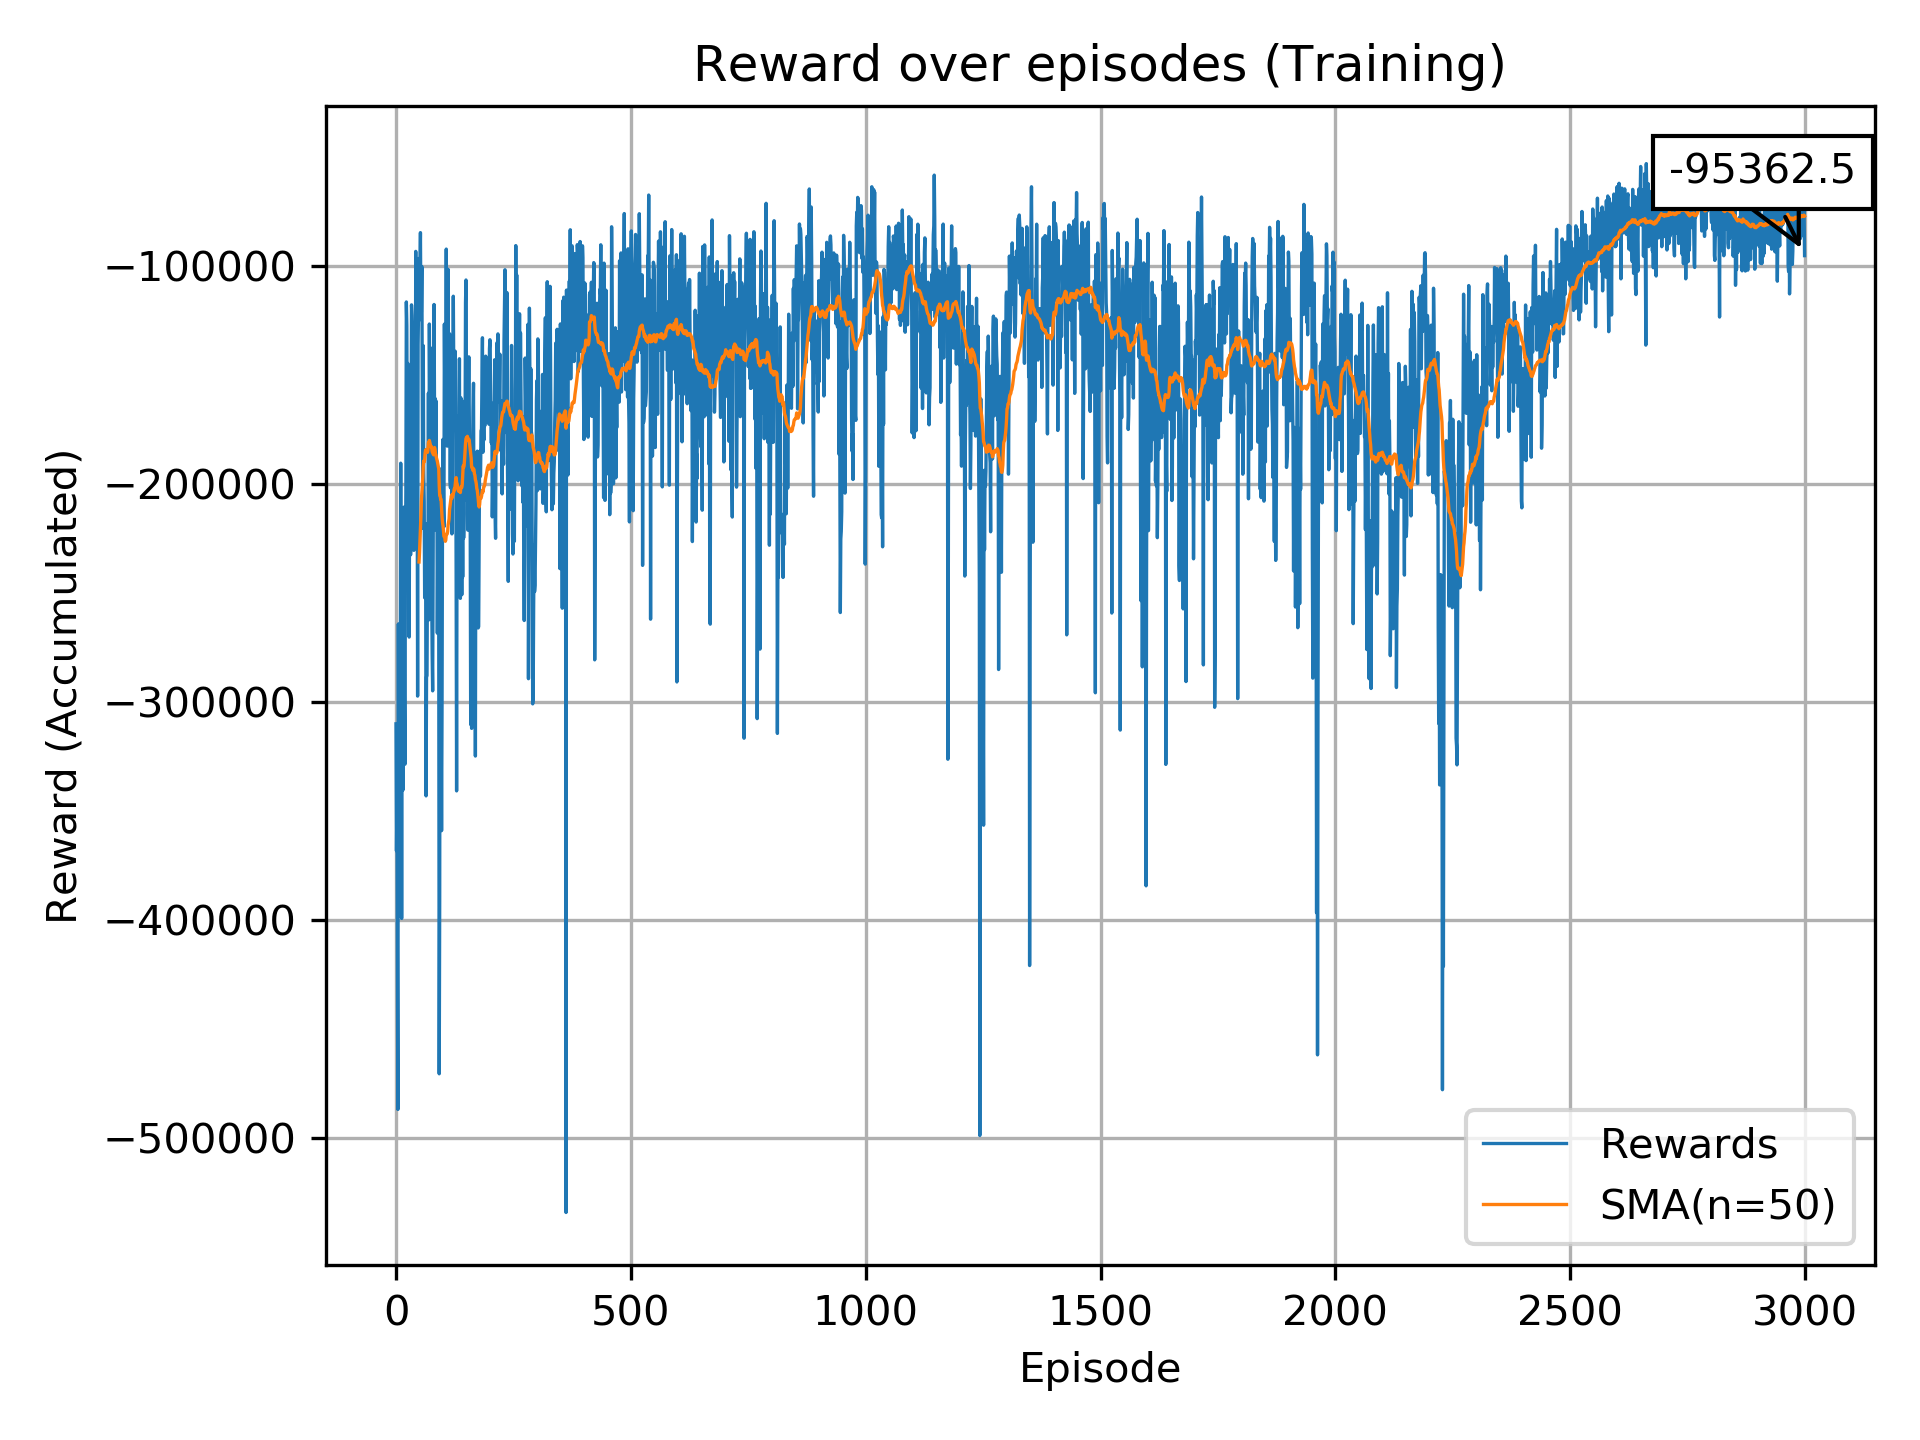 Reward over episodes (Training)
-95362.5
−100000
−200000
−300000
−400000
−500000
Reward (Accumulated)
Rewards
SMA(n=50)
0 500 1000 1500 2000 2500 3000
Episode